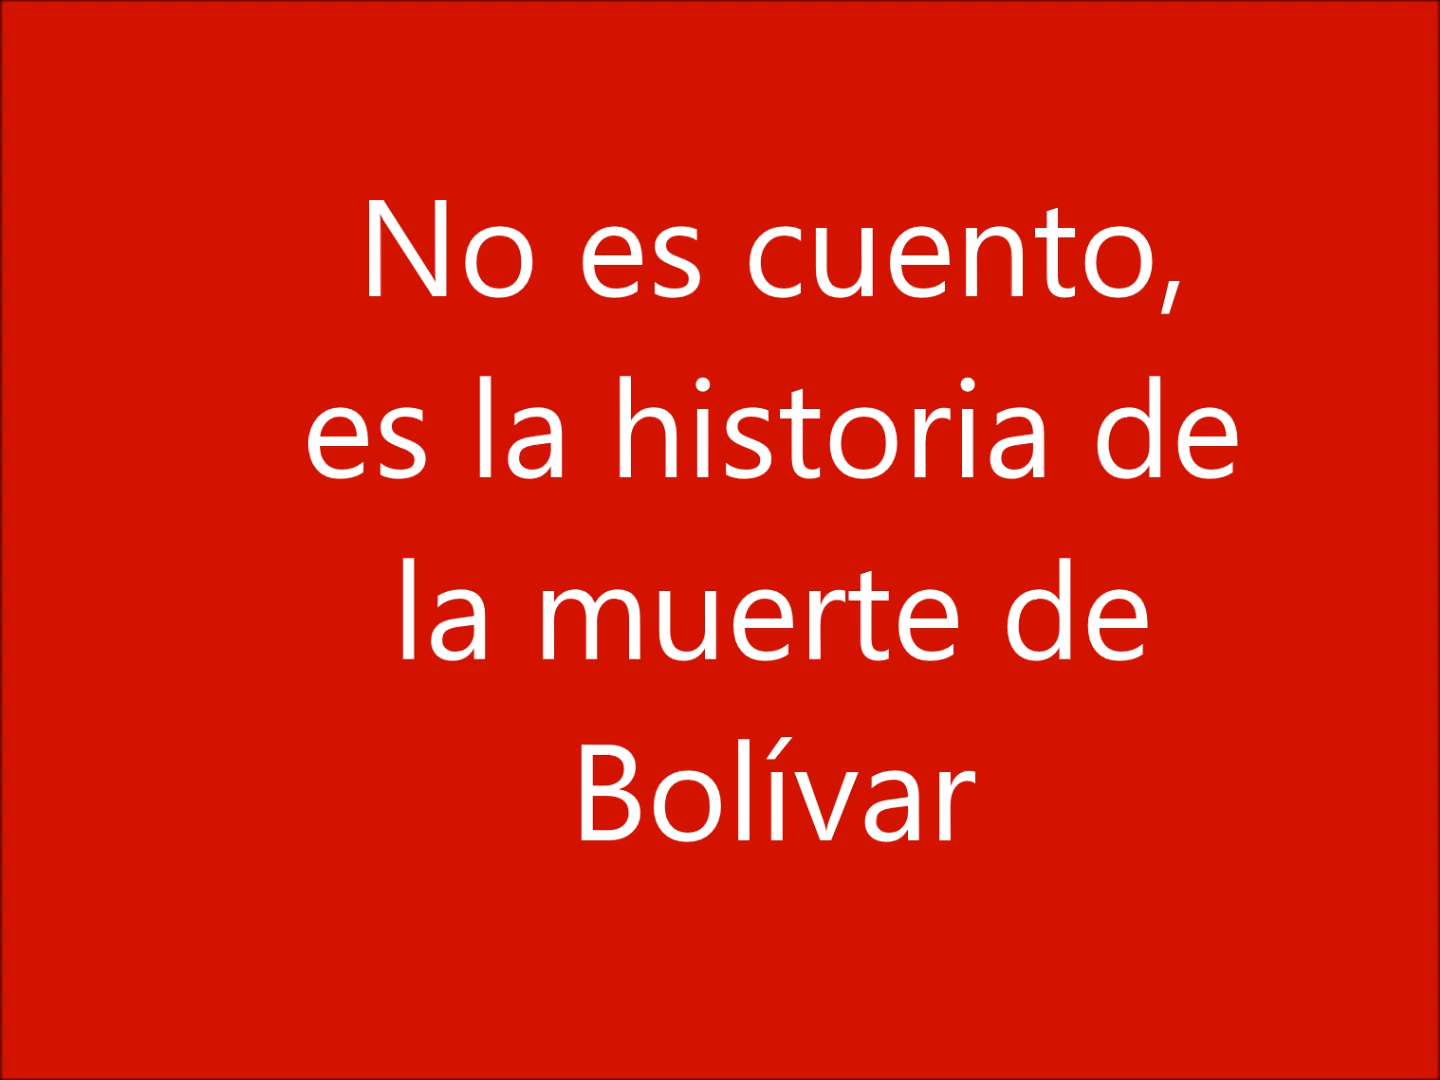 No es cuento,
es la historia de
la muerte de
Bolívar